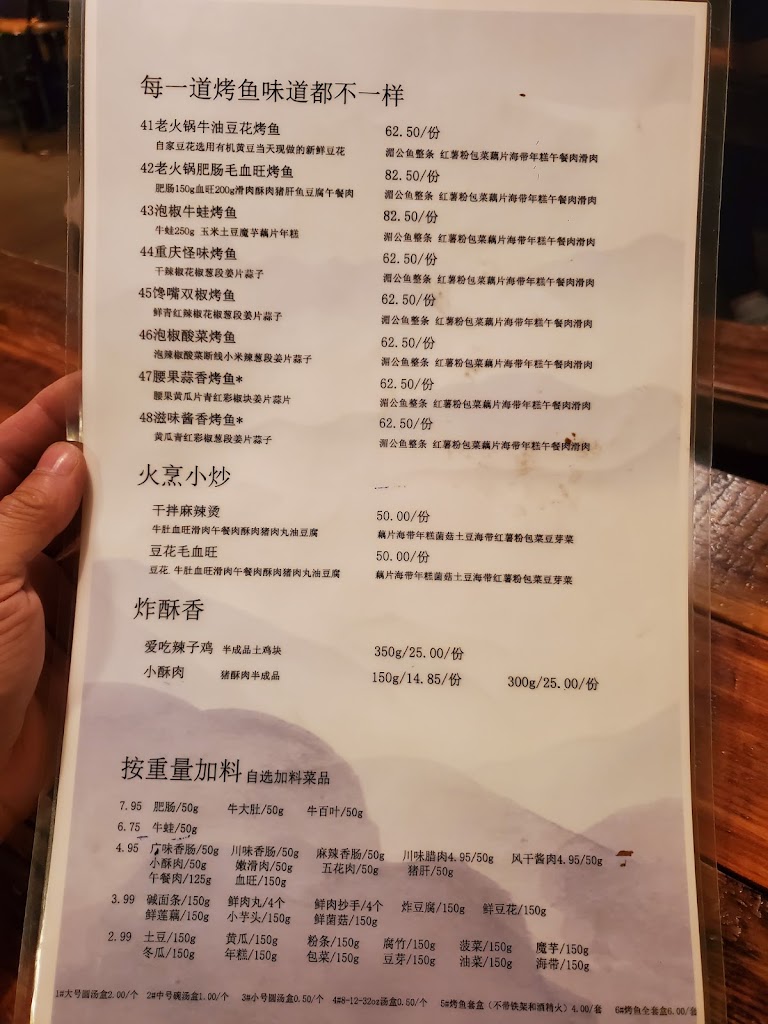 每一道烤鱼味道都不一样
41老火锅牛油豆花烤鱼 62.50/份
自家豆花选用有机黄豆当天现做的新鲜豆花 湄公鱼整条 红薯粉包菜藕片海带年糕午餐肉滑肉
42老火锅肥肠毛血旺烤鱼 82.50/份
肥肠150g血旺200g滑肉酥肉猪肝鱼豆腐午餐肉 湄公鱼整条 红薯粉包菜藕片海带年糕午餐肉滑肉
43泡椒牛蛙烤鱼 82.50/份
牛蛙250g 玉米土豆魔芋藕片年糕 湄公鱼整条 红薯粉包菜藕片海带年糕午餐肉滑肉
44重庆怪味烤鱼 62.50/份
干辣椒花椒葱段姜片蒜子 湄公鱼整条 红薯粉包菜藕片海带年糕午餐肉滑肉
45馋嘴双椒烤鱼 62.50/份
鲜青红辣椒花椒葱段姜片蒜子 湄公鱼整条 红薯粉包菜藕片海带年糕午餐肉滑肉
46泡椒酸菜烤鱼 62.50/份
泡辣椒酸菜断线小米辣葱段姜片蒜子 湄公鱼整条 红薯粉包菜藕片海带年糕午餐肉滑肉
47腰果蒜香烤鱼* 62.50/份
腰果黄瓜片青红彩椒块姜片蒜片 湄公鱼整条 红薯粉包菜藕片海带年糕午餐肉滑肉
48滋味酱香烤鱼* 62.50/份
黄瓜青红彩椒葱段姜片蒜子 湄公鱼整条 红薯粉包菜藕片海带年糕午餐肉滑肉
火烹小炒
干拌麻辣烫 50.00/份
牛肚血旺滑肉午餐肉酥肉猪肉丸油豆腐 藕片海带年糕菌菇土豆海带红薯粉包菜豆芽菜
豆花毛血旺 50.00/份
豆花 牛肚血旺滑肉午餐肉酥肉猪肉丸油豆腐 藕片海带年糕菌菇土豆海带红薯粉包菜豆芽菜
炸酥香
爱吃辣子鸡 半成品土鸡块 350g/25.00/份
小酥肉 猪酥肉半成品 150g/14.85/份 300g/25.00/份
按重量加料 自选加料菜品
7.95 肥肠/50g 牛大肚/50g 牛百叶/50g
6.75 牛蛙/50g
4.95 广味香肠/50g 川味香肠/50g 麻辣香肠/50g 川味腊肉4.95/50g 风干酱肉4.95/50g
小酥肉/50g 嫩滑肉/50g 五花肉/50g 猪肝/50g
午餐肉/125g 血旺/150g
3.99 碱面条/150g 鲜肉丸/4个 鲜肉抄手/4个 炸豆腐/150g 鲜豆花/150g
鲜莲藕/150g 小芋头/150g 鲜菌菇/150g
2.99 土豆/150g 黄瓜/150g 粉条/150g 腐竹/150g 菠菜/150g 魔芋/150g
冬瓜/150g 年糕/150g 包菜/150g 豆芽/150g 油菜/150g 海带/150g
1#大号圆汤盒2.00/个 2#中号碗汤盒1.00/个 3#小号圆汤盒0.50/个 4#8-12-32oz汤盒0.50/个 5#烤鱼套盒（不带铁架和酒精火）4.00/套 6#烤鱼全套盒6.00/套